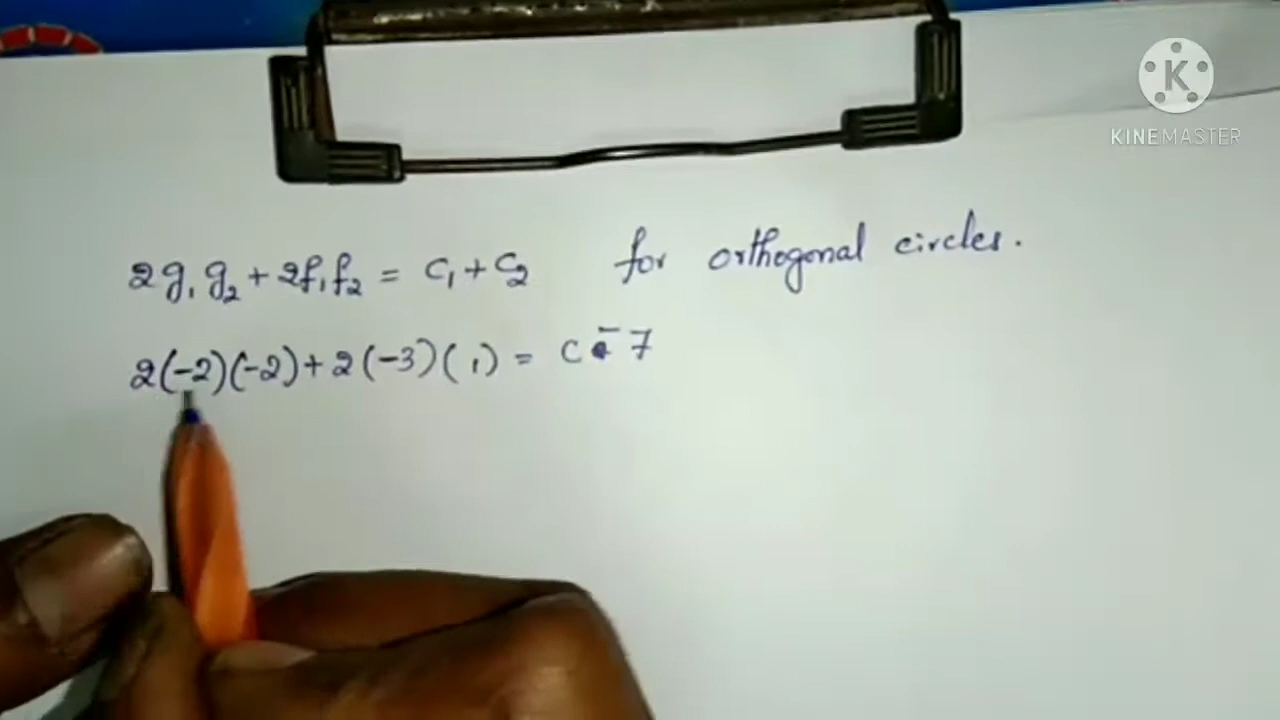 KINEMASTER
2g₁g₂ + 2f₁f₂ = c₁ + c₂ for orthogonal circles.
2(-2)(-2) + 2(-3)(1) = c - 7